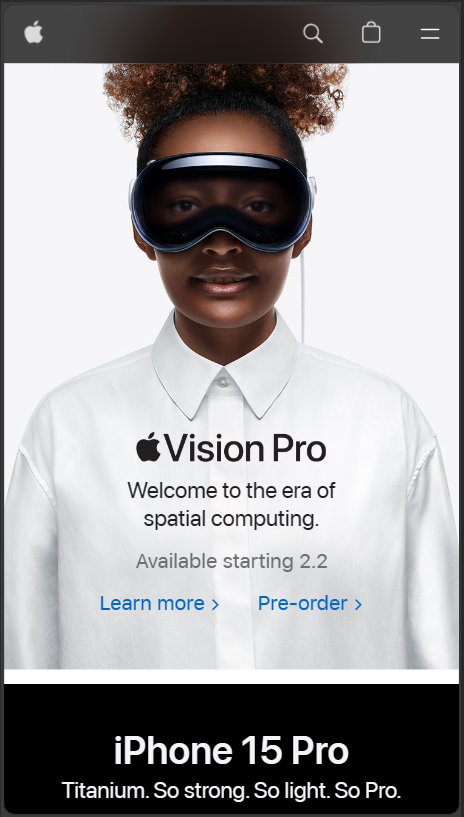 Vision Pro
Welcome to the era of
spatial computing.
Available starting 2.2
Learn more >
Pre-order >
iPhone 15 Pro
Titanium. So strong. So light. So Pro.